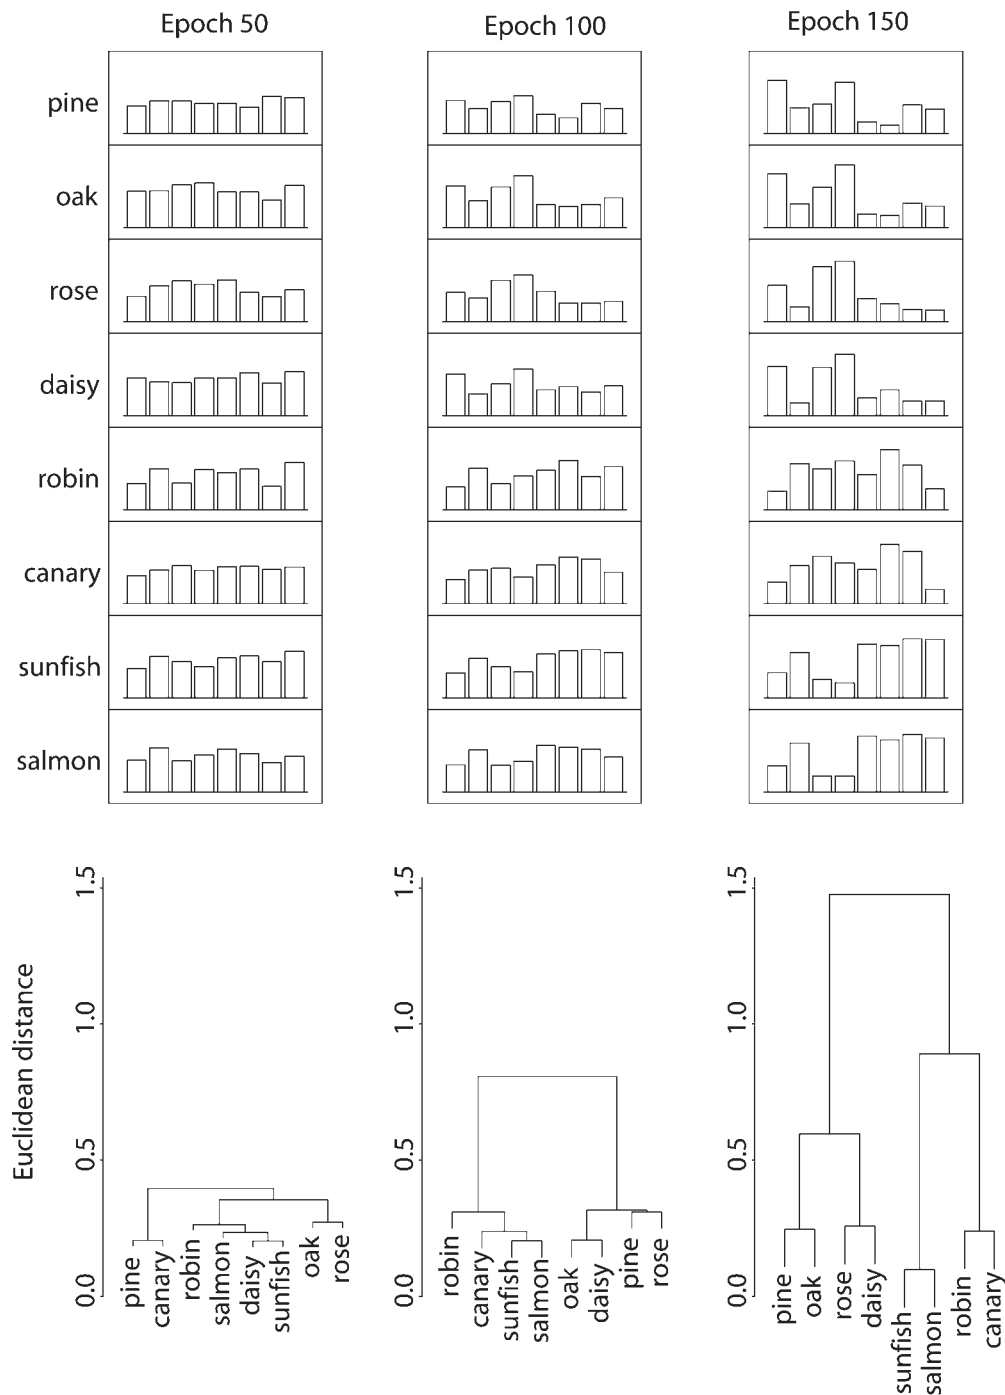 Epoch 50
Epoch 100
Epoch 150
pine
oak
rose
daisy
robin
canary
sunfish
salmon
Euclidean distance
1.5
1.0
0.5
0.0
pine
canary
robin
salmon
daisy
sunfish
oak
rose
1.5
1.0
0.5
0.0
robin
canary
sunfish
salmon
oak
daisy
pine
rose
1.5
1.0
0.5
0.0
pine
oak
rose
daisy
sunfish
salmon
robin
canary